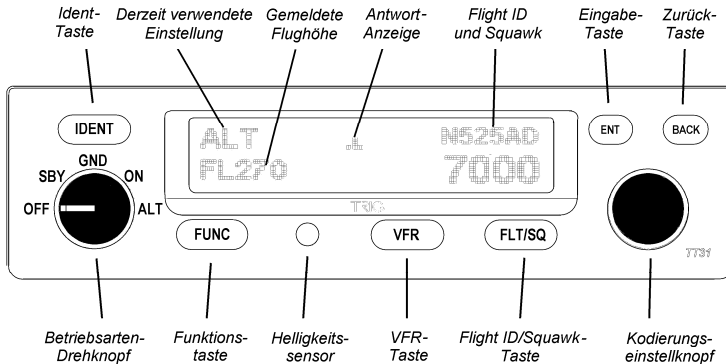 Ident-
Taste
Derzeit verwendete
Einstellung
Gemeldete
Flughöhe
Antwort-
Anzeige
Flight ID
und Squawk
Eingabe-
Taste
Zurück-
Taste
IDENT
ALT
N525AD
ENT
BACK
FL270
7000
GND
SBY
ON
OFF
ALT
TRIG
FUNC
VFR
FLT/SQ
TT31
Betriebsarten-
Drehknopf
Funktions-
taste
Helligkeits-
sensor
VFR-
Taste
Flight ID/Squawk-
Taste
Kodierungs-
einstellknopf